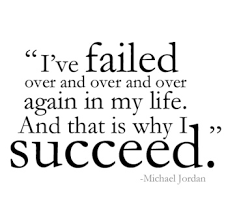 “I've failed
over and over and over
again in my life.
And that is why I
succeed.”
-Michael Jordan